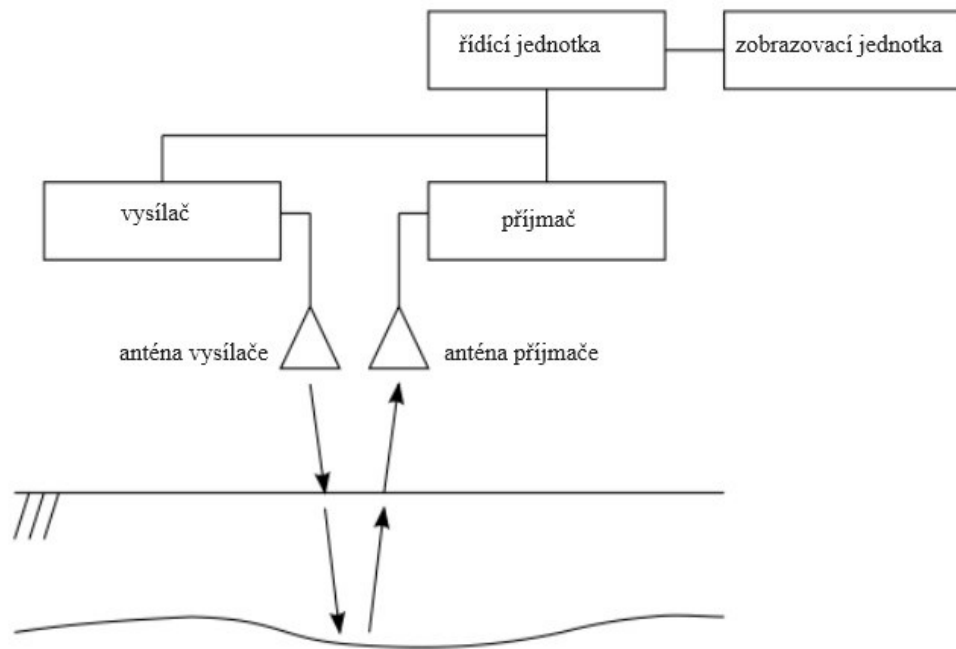 řídící jednotka
zobrazovací jednotka
vysílač
příjmač
anténa vysílače
anténa příjmače